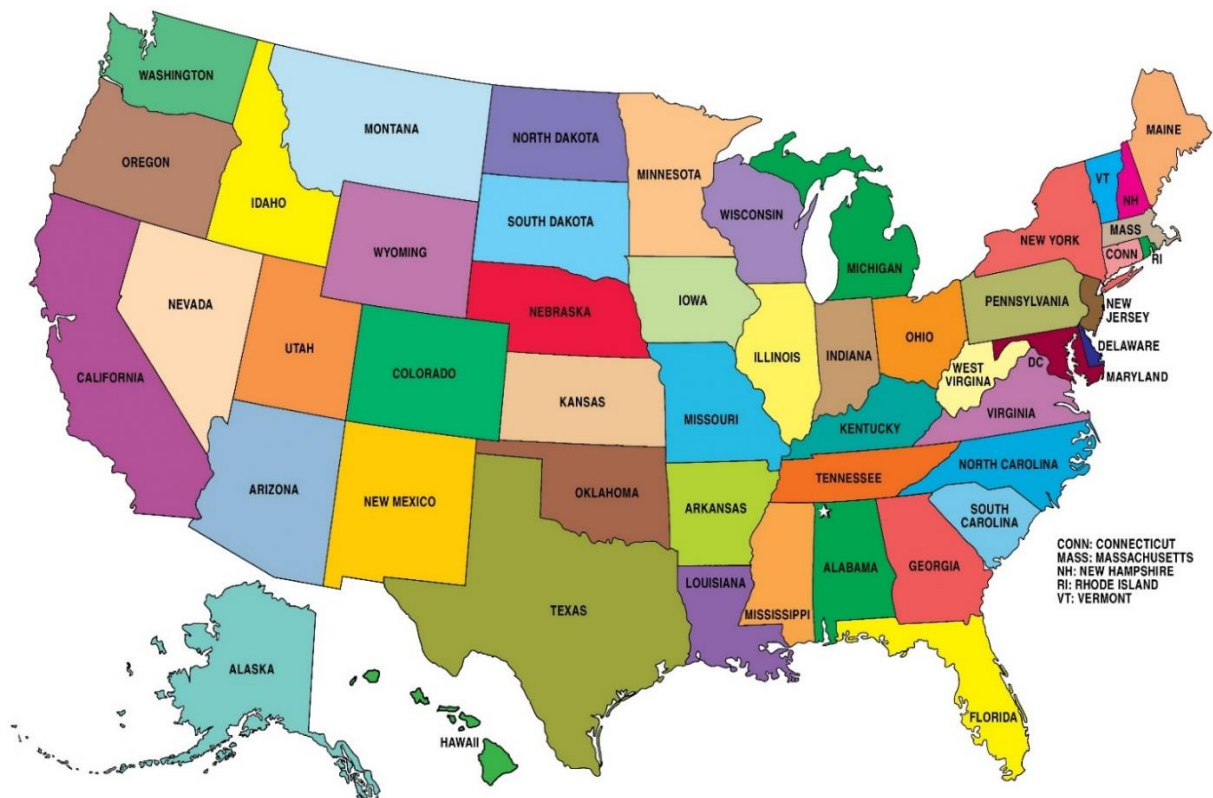 WASHINGTON
MONTANA
NORTH DAKOTA
MINNESOTA
MAINE
OREGON
IDAHO
SOUTH DAKOTA
WISCONSIN
VT
NH
WYOMING
MICHIGAN
NEW YORK
MASS
CONN
RI
NEVADA
NEBRASKA
IOWA
PENNSYLVANIA
NEW
JERSEY
UTAH
COLORADO
ILLINOIS
INDIANA
OHIO
DELAWARE
CALIFORNIA
KANSAS
MISSOURI
WEST
VIRGINA
DC
MARYLAND
KENTUCKY
VIRGINIA
ARIZONA
NEW MEXICO
OKLAHOMA
ARKANSAS
TENNESSEE
NORTH CAROLINA
SOUTH
CAROLINA
TEXAS
LOUISIANA
MISSISSIPPI
ALABAMA
GEORGIA
CONN: CONNECTICUT
MASS: MASSACHUSETTS
NH: NEW HAMPSHIRE
RI: RHODE ISLAND
VT: VERMONT
ALASKA
HAWAII
FLORIDA